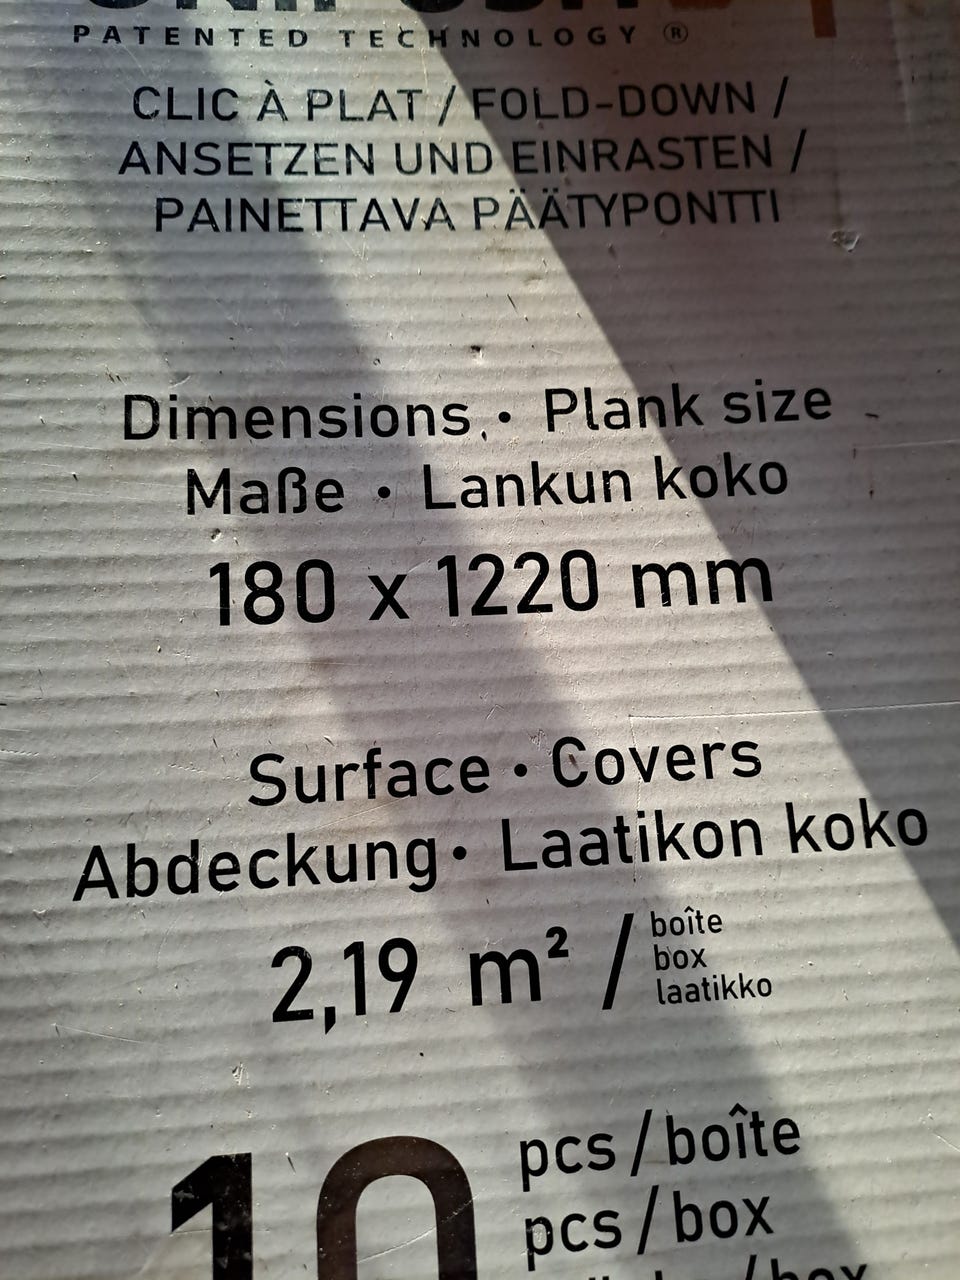 PATENTED TECHNOLOGY ®
CLIC À PLAT / FOLD-DOWN /
ANSETZEN UND EINRASTEN /
PAINETTAVA PÄÄTYPONTTI
Dimensions • Plank size
Maße • Lankun koko
180 x 1220 mm
Surface • Covers
Abdeckung • Laatikon koko
2,19 m² / boîte
box
laatikko
10 pcs / boîte
pcs / box